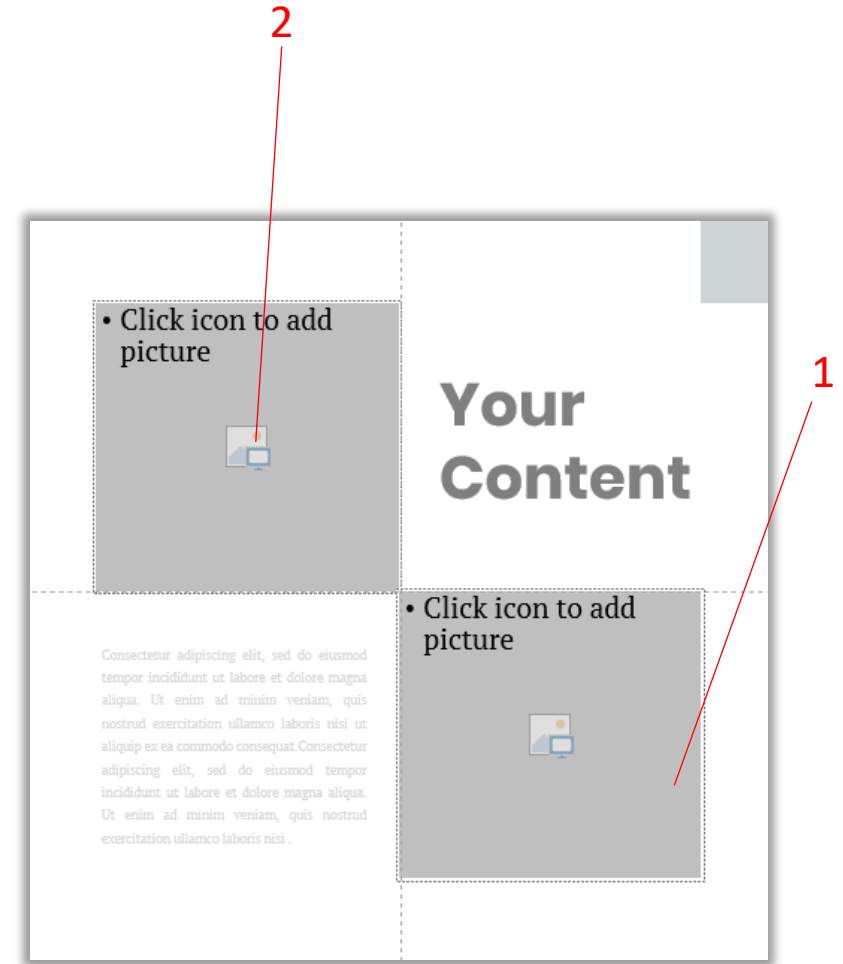 2
• Click icon to add
picture
1
Your
Content
• Click icon to add
picture
Consectetur adipiscing elit, sed do eiusmod
tempor incididunt ut labore et dolore magna
aliqua. Ut enim ad minim veniam, quis
nostrud exercitation ullamco laboris nisi ut
aliquip ex ea commodo consequat.Consectetur
adipiscing elit, sed do eiusmod tempor
incididunt ut labore et dolore magna aliqua.
Ut enim ad minim veniam, quis nostrud
exercitation ullamco laboris nisi .